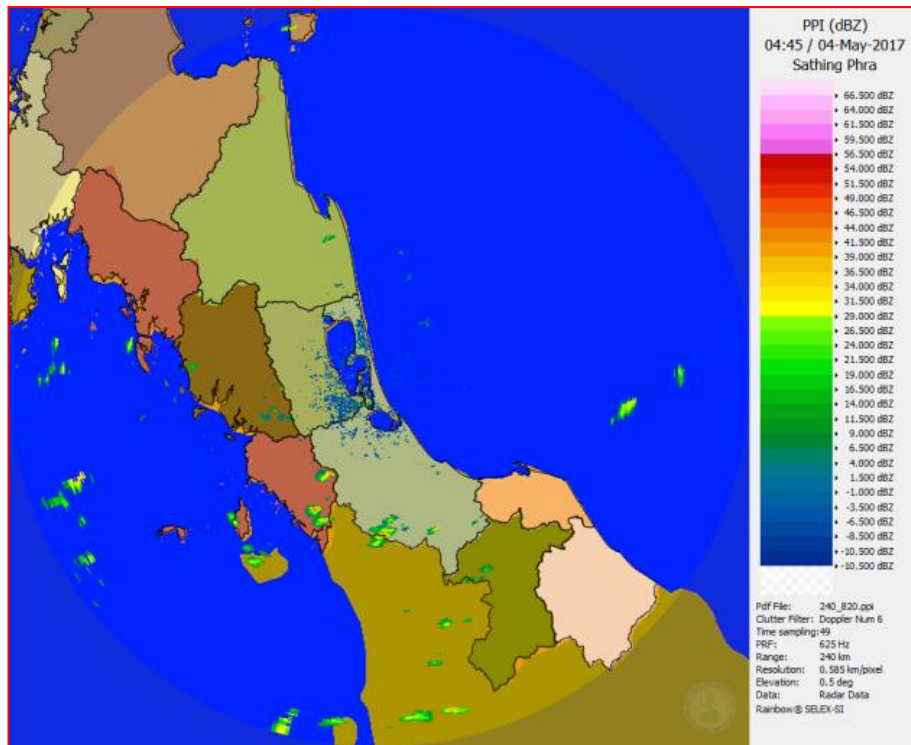 PPI (dBZ)
04:45 / 04-May-2017
Sathing Phra
66.500 dBZ
64.000 dBZ
61.500 dBZ
59.500 dBZ
56.500 dBZ
54.000 dBZ
51.500 dBZ
49.000 dBZ
46.500 dBZ
44.000 dBZ
41.500 dBZ
39.000 dBZ
36.500 dBZ
34.000 dBZ
31.500 dBZ
29.000 dBZ
26.500 dBZ
24.000 dBZ
21.500 dBZ
19.000 dBZ
16.500 dBZ
14.000 dBZ
11.500 dBZ
9.000 dBZ
6.500 dBZ
4.000 dBZ
1.500 dBZ
-1.000 dBZ
-3.500 dBZ
-6.500 dBZ
-8.500 dBZ
-10.500 dBZ
-10.500 dBZ
Pdf File: 240_820.ppi
Clutter Filter: Doppler Num 6
Time sampling:49
PRF: 625 Hz
Range: 240 km
Resolution: 0.585 km/pixel
Elevation: 0.5 deg
Data: Radar Data
Rainbow® SELEX-SI